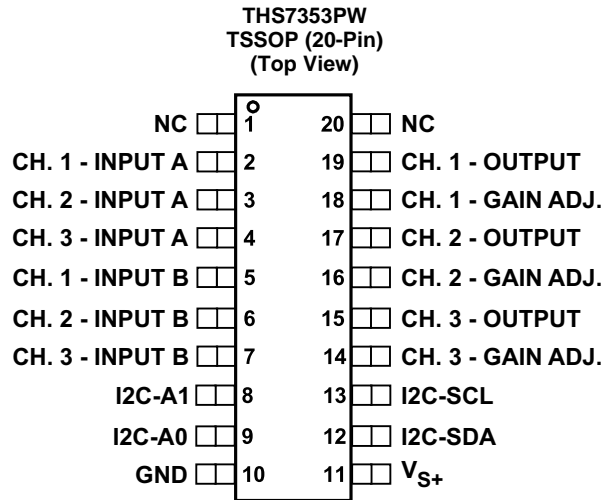 THS7353PW
TSSOP (20-Pin)
(Top View)
NC 1 20 NC
CH. 1 - INPUT A 2 19 CH. 1 - OUTPUT
CH. 2 - INPUT A 3 18 CH. 1 - GAIN ADJ.
CH. 3 - INPUT A 4 17 CH. 2 - OUTPUT
CH. 1 - INPUT B 5 16 CH. 2 - GAIN ADJ.
CH. 2 - INPUT B 6 15 CH. 3 - OUTPUT
CH. 3 - INPUT B 7 14 CH. 3 - GAIN ADJ.
I2C-A1 8 13 I2C-SCL
I2C-A0 9 12 I2C-SDA
GND 10 11 VS+